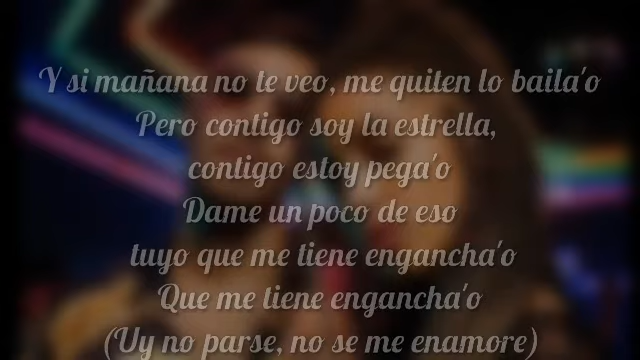 Y si mañana no te veo, me quiten lo baila'o
Pero contigo soy la estrella,
contigo estoy pega'o
Dame un poco de eso
tuyo que me tiene engancha'o
Que me tiene engancha'o
(Uy no parse, no se me enamore)